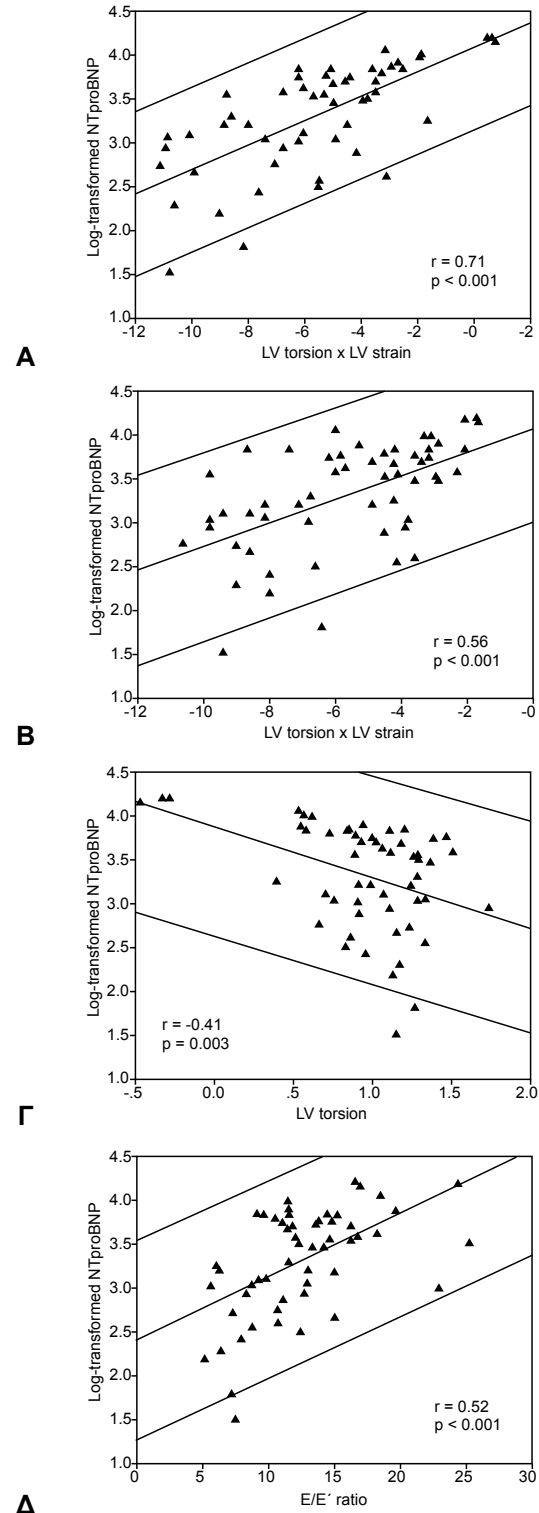 4.5
4.0
3.5
3.0
2.5
2.0
1.5
1.0
Log-transformed NTproBNP
r = 0.71
p < 0.001
-12 -10 -8 -6 -4 -2 -0 -2
LV torsion x LV strain
A
4.5
4.0
3.5
3.0
2.5
2.0
1.5
1.0
Log-transformed NTproBNP
r = 0.56
p < 0.001
-12 -10 -8 -6 -4 -2 -0
LV torsion x LV strain
B
4.5
4.0
3.5
3.0
2.5
2.0
1.5
1.0
Log-transformed NTproBNP
r = -0.41
p = 0.003
-.5 0.0 .5 1.0 1.5 2.0
LV torsion
Γ
4.5
4.0
3.5
3.0
2.5
2.0
1.5
1.0
Log-transformed NTproBNP
r = 0.52
p < 0.001
0 5 10 15 20 25 30
E/E´ ratio
Δ